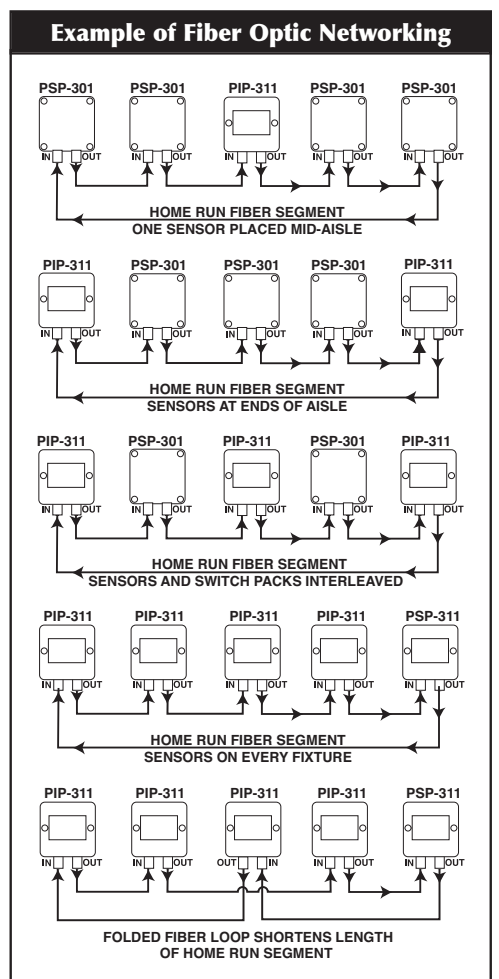 Example of Fiber Optic Networking
PSP-301 PSP-301 PIP-311 PSP-301 PSP-301
IN OUT IN OUT IN OUT IN OUT IN OUT
HOME RUN FIBER SEGMENT
ONE SENSOR PLACED MID-AISLE
PIP-311 PSP-301 PSP-301 PSP-301 PIP-311
IN OUT IN OUT IN OUT IN OUT IN OUT
HOME RUN FIBER SEGMENT
SENSORS AT ENDS OF AISLE
PIP-311 PSP-301 PIP-311 PSP-301 PIP-311
IN OUT IN OUT IN OUT IN OUT IN OUT
HOME RUN FIBER SEGMENT
SENSORS AND SWITCH PACKS INTERLEAVED
PIP-311 PIP-311 PIP-311 PIP-311 PSP-311
IN OUT IN OUT IN OUT IN OUT IN OUT
HOME RUN FIBER SEGMENT
SENSORS ON EVERY FIXTURE
PIP-311 PIP-311 PIP-311 PIP-311 PSP-311
IN OUT IN OUT OUT IN IN OUT IN OUT
FOLDED FIBER LOOP SHORTENS LENGTH
OF HOME RUN SEGMENT